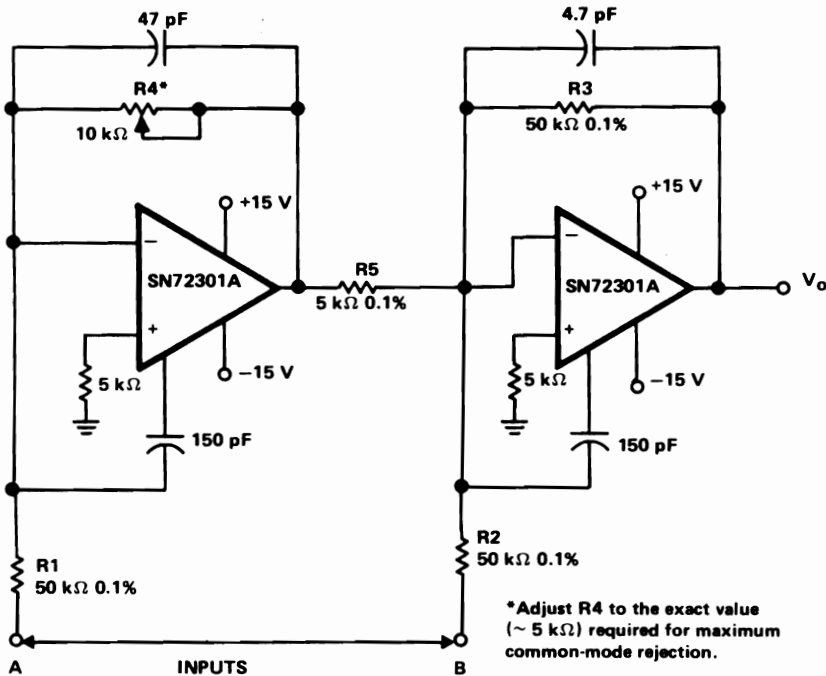 47 pF
R4*
10 kΩ
+15 V
−
SN72301A
+
5 kΩ
−15 V
150 pF
R1
50 kΩ 0.1%
A
R5
5 kΩ 0.1%
4.7 pF
R3
50 kΩ 0.1%
+15 V
−
SN72301A
+
5 kΩ
−15 V
150 pF
Vo
R2
50 kΩ 0.1%
B
INPUTS
*Adjust R4 to the exact value
(~ 5 kΩ) required for maximum
common-mode rejection.